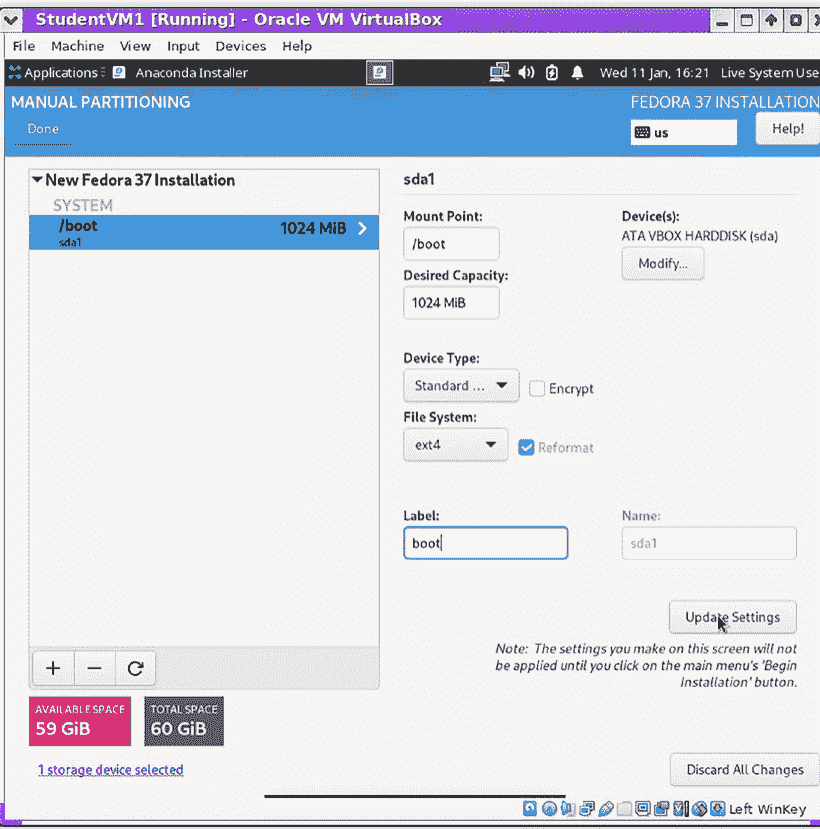 StudentVM1 [Running] - Oracle VM VirtualBox
File Machine View Input Devices Help
Applications Anaconda Installer Wed 11 Jan, 16:21 Live System Use
MANUAL PARTITIONING FEDORA 37 INSTALLATION
Done us Help!
New Fedora 37 Installation
SYSTEM
/boot 1024 MiB
sda1
sda1
Mount Point: Device(s):
/boot ATA VBOX HARDDISK (sda)
Modify...
Desired Capacity:
1024 MiB
Device Type:
Standard ... Encrypt
File System:
ext4 Reformat
Label: Name:
boot sda1
Update Settings
Note: The settings you make on this screen will not
be applied until you click on the main menu's 'Begin
Installation' button.
+ −
AVAILABLE SPACE TOTAL SPACE
59 GiB 60 GiB
1 storage device selected Discard All Changes
Left WinKey